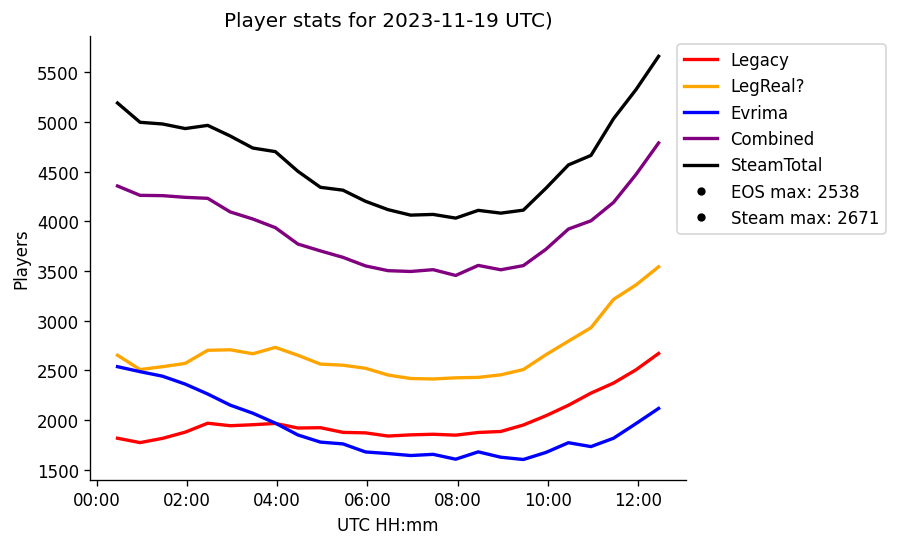 Player stats for 2023-11-19 UTC)
Legacy
LegReal?
Evrima
Combined
SteamTotal
EOS max: 2538
Steam max: 2671
Players
5500
5000
4500
4000
3500
3000
2500
2000
1500
00:00 02:00 04:00 06:00 08:00 10:00 12:00
UTC HH:mm